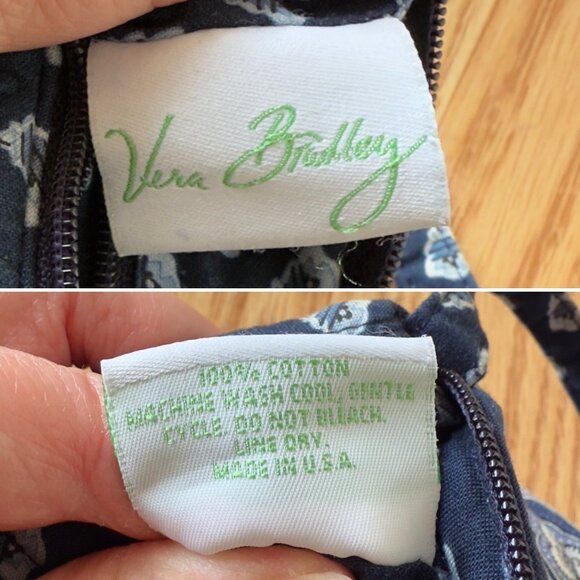 Vera Bradley
100% COTTON
MACHINE WASH COOL, GENTLE
CYCLE. DO NOT BLEACH.
LINE DRY.
MADE IN U.S.A.